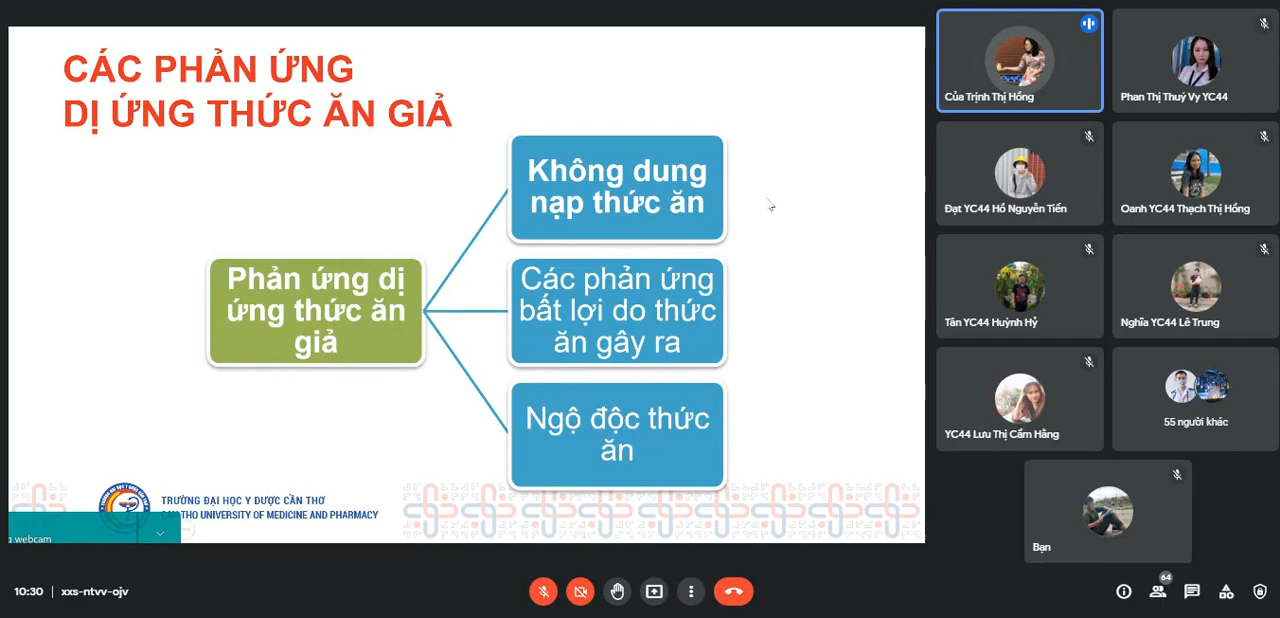 CÁC PHẢN ỨNG
DỊ ỨNG THỨC ĂN GIẢ
Phản ứng dị
ứng thức ăn
giả
Không dung
nạp thức ăn
Các phản ứng
bất lợi do thức
ăn gây ra
Ngộ độc thức
ăn
TRƯỜNG ĐẠI HỌC Y DƯỢC CẦN THƠ
THO UNIVERSITY OF MEDICINE AND PHARMACY
webcam
Của Trịnh Thị Hồng
Phan Thị Thuý Vy YC44
Đạt YC44 Hồ Nguyễn Tiến
Oanh YC44 Thạch Thị Hồng
Tân YC44 Huỳnh Hỷ
Nghĩa YC44 Lê Trung
YC44 Lưu Thị Cẩm Hằng
55 người khác
Bạn
10:30 | xxs-ntvv-ojv
64